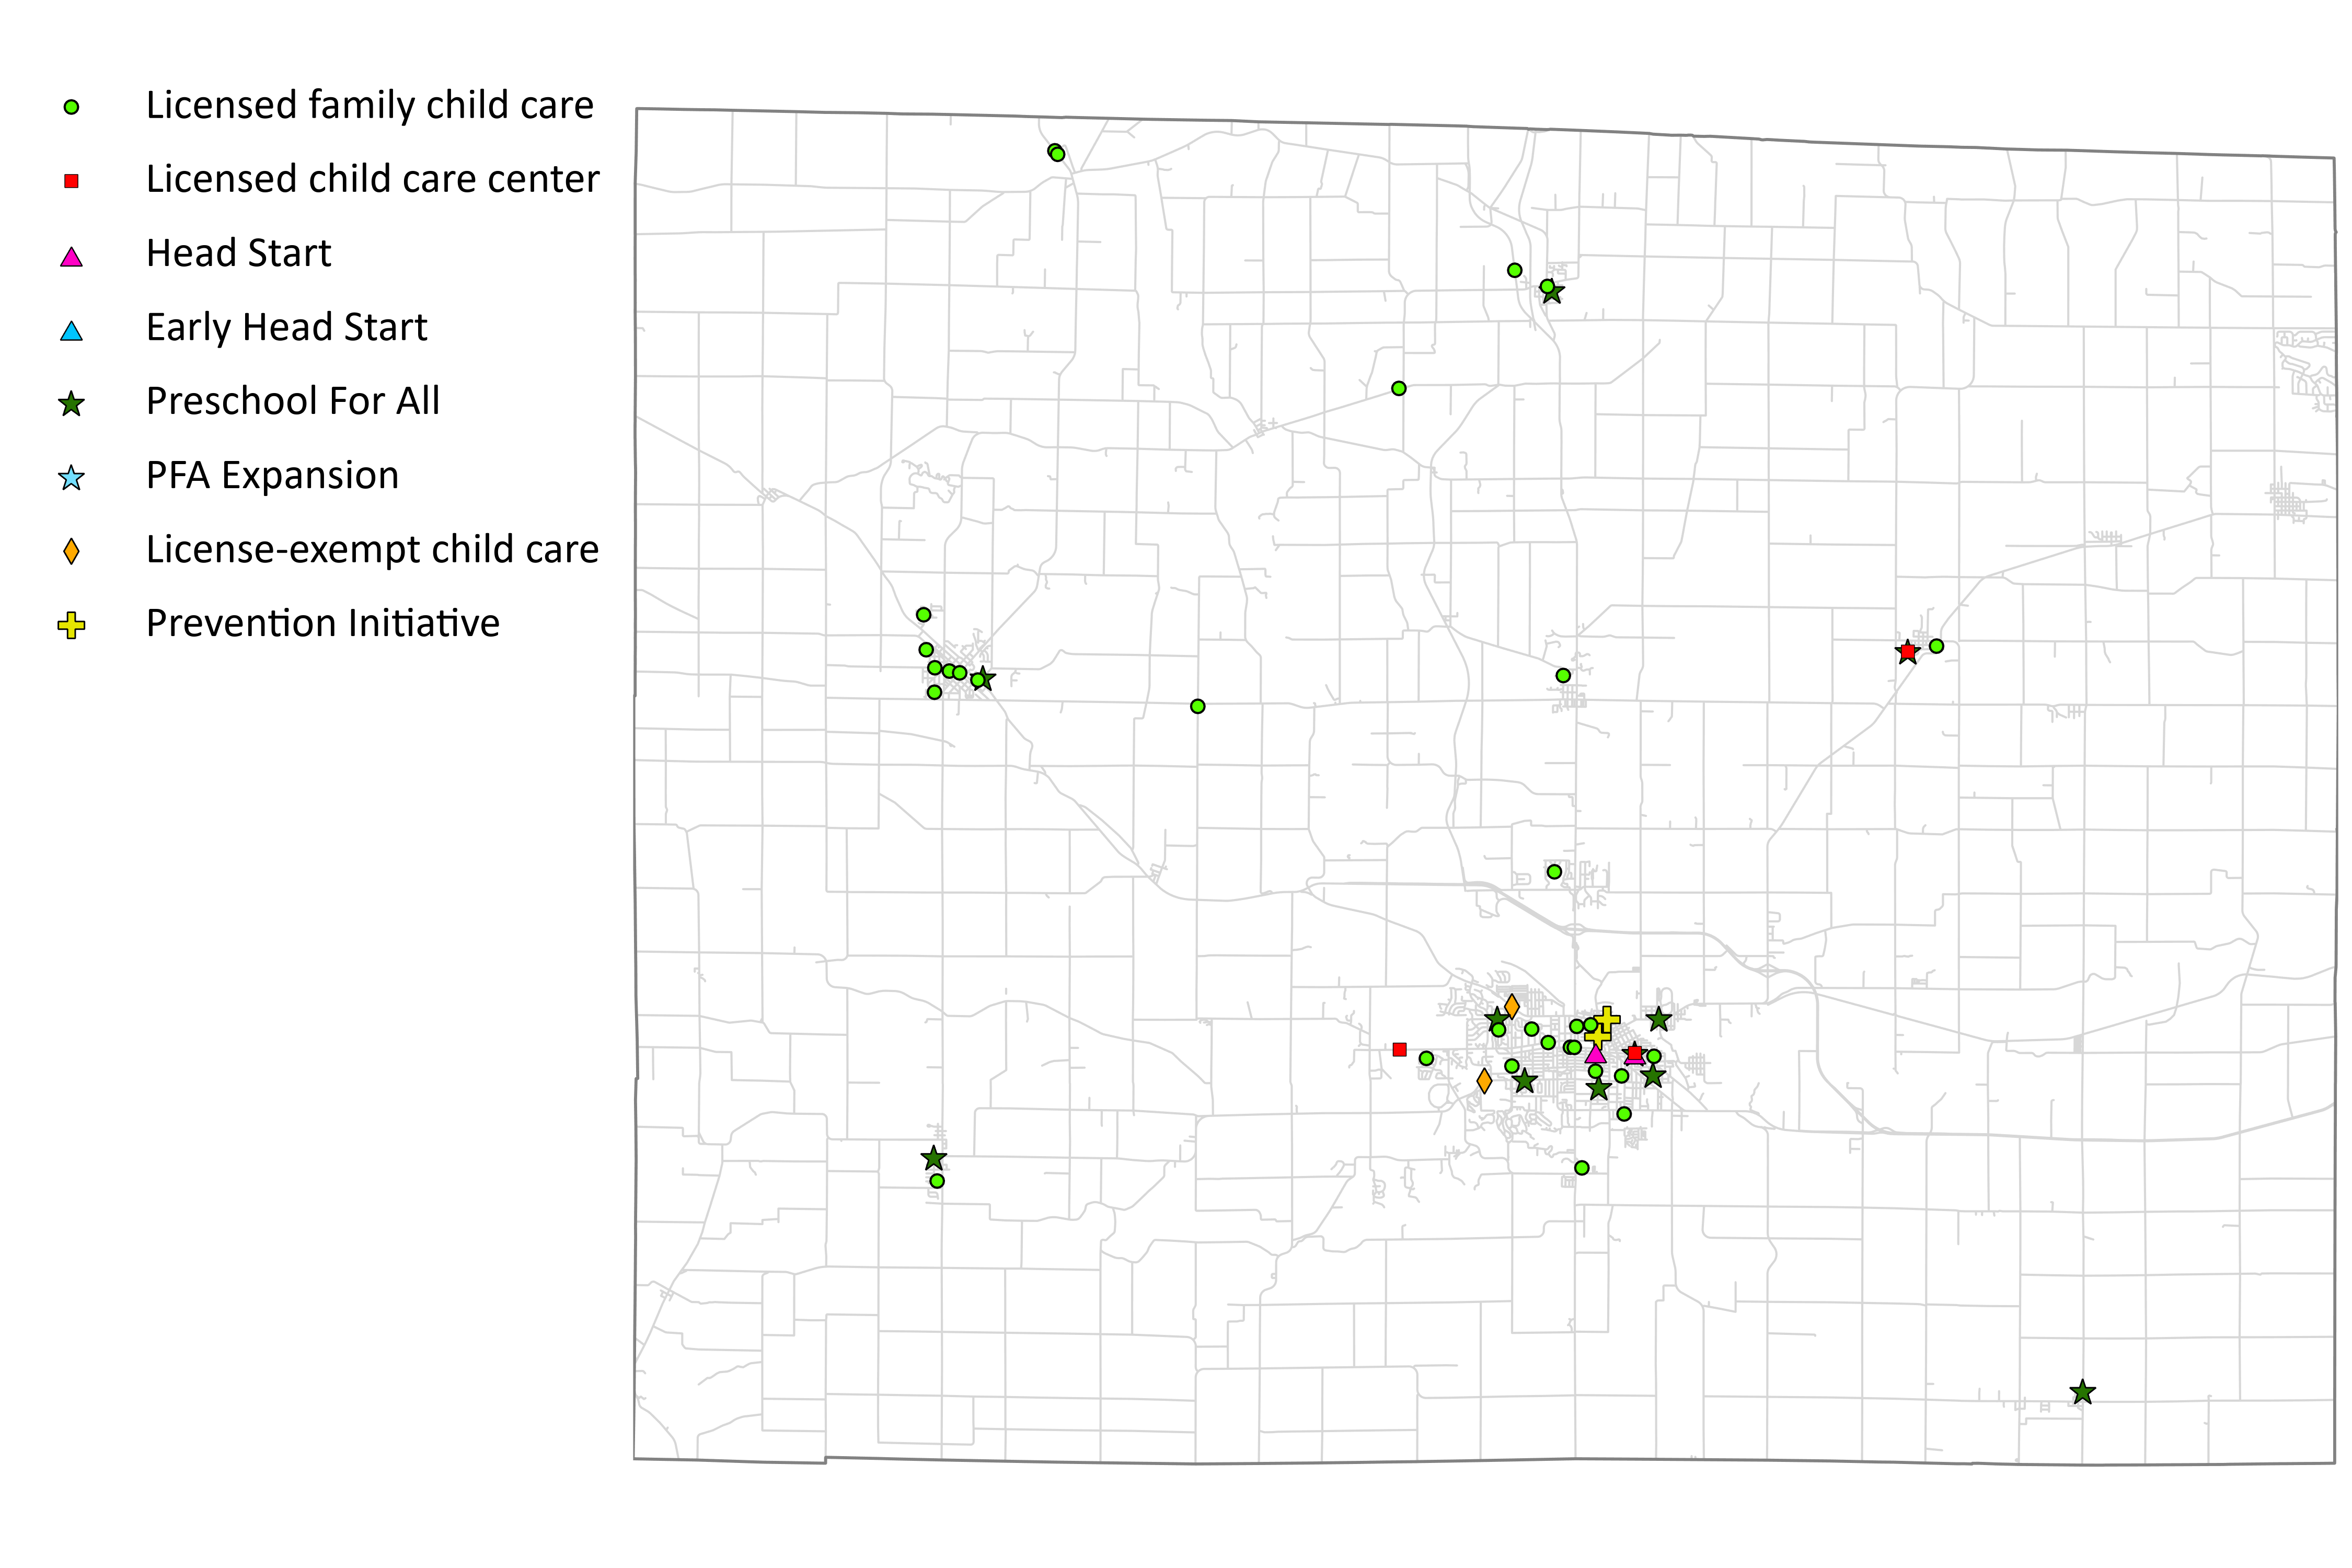 Licensed family child care
Licensed child care center
Head Start
Early Head Start
Preschool For All
PFA Expansion
License-exempt child care
Prevention Initiative